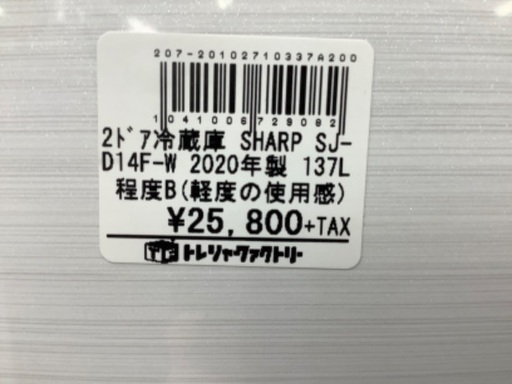 207-20102710337A200
1041006729082
2ﾄﾞｱ冷蔵庫 SHARP SJ-
D14F-W 2020年製 137L
程度B(軽度の使用感)
¥25,800+TAX
トレジャーファクトリー